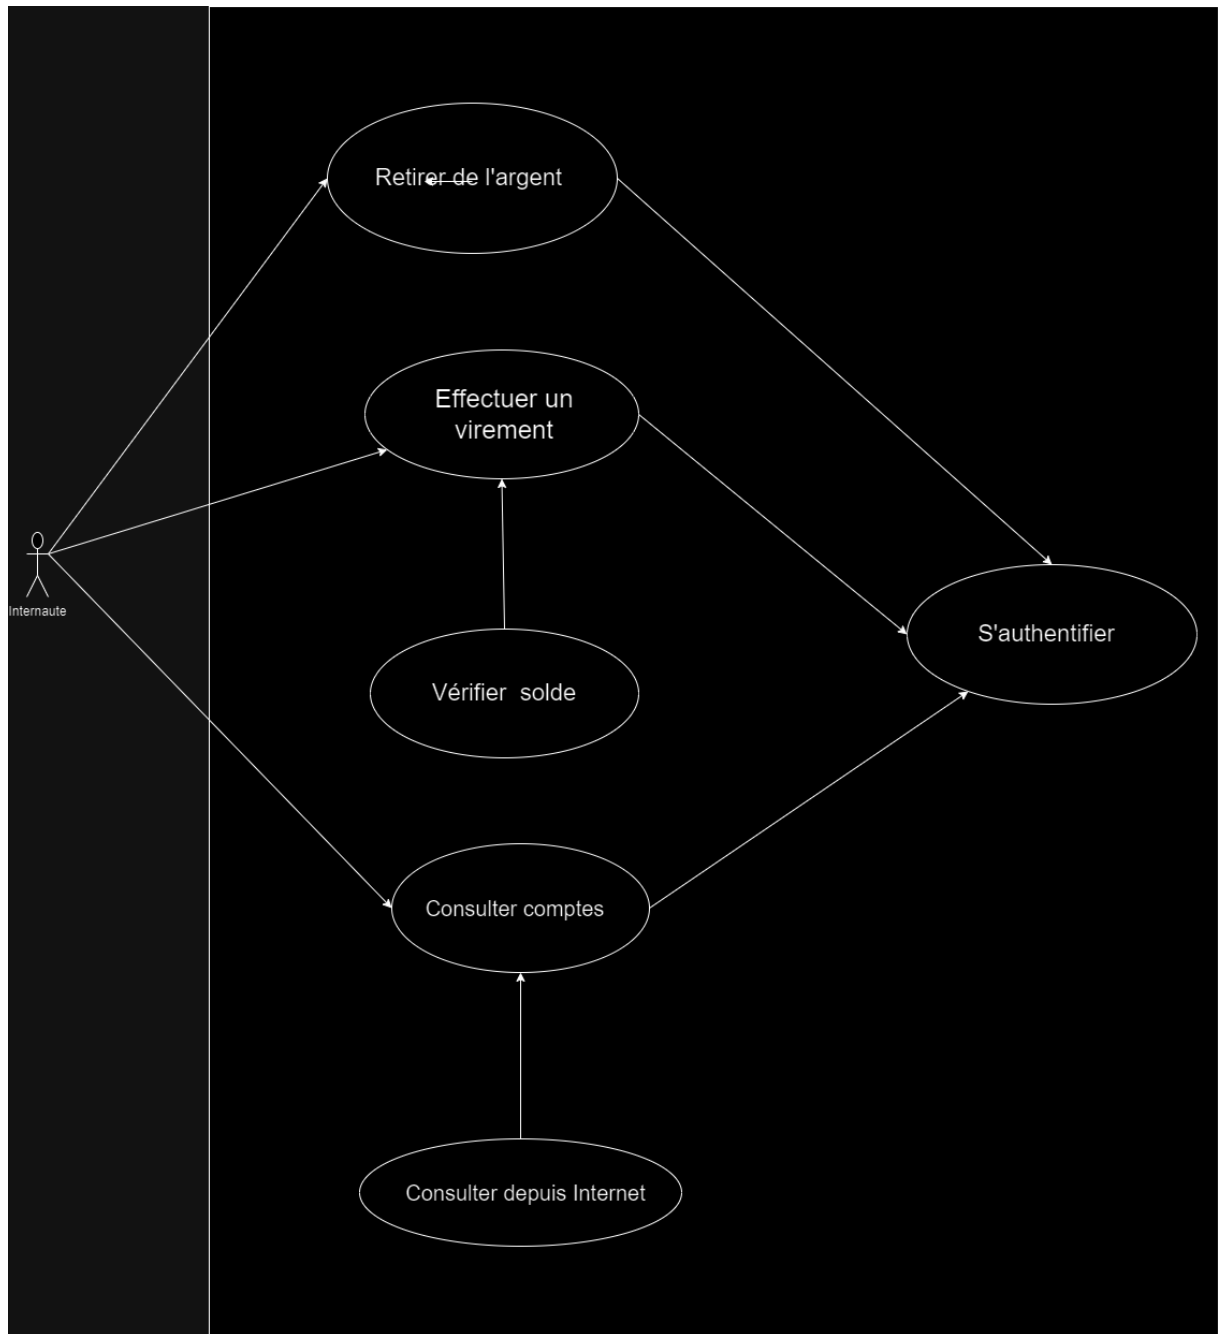 Retirer de l'argent
Effectuer un
virement
Internaute
S'authentifier
Vérifier  solde
Consulter comptes
Consulter depuis Internet